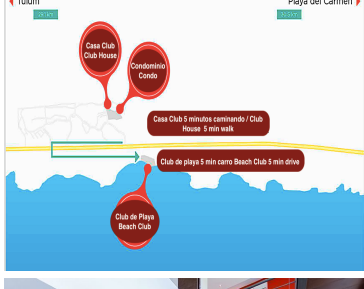 Tulum
Playa del Carmen
Casa Club
Club House
Condominio
Condo
Casa Club 5 minutos caminando / Club
House 5 min walk
Club de playa 5 min carro Beach Club 5 min drive
Club de Playa
Beach Club